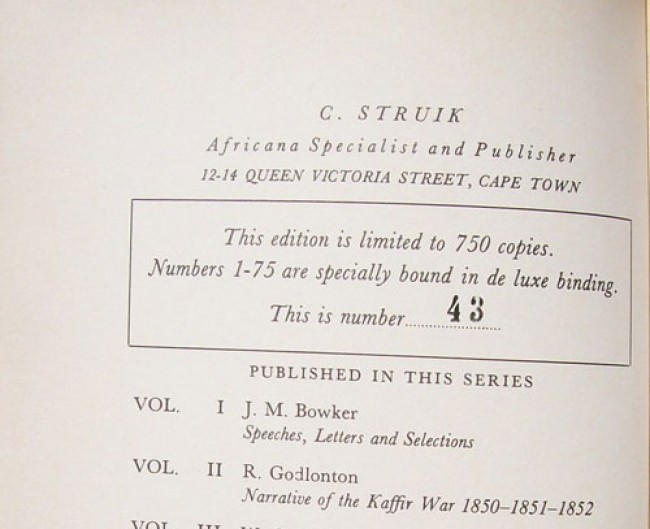 C. STRUIK
Africana Specialist and Publisher
12-14 QUEEN VICTORIA STREET, CAPE TOWN
This edition is limited to 750 copies.
Numbers 1-75 are specially bound in de luxe binding.
This is number 43
PUBLISHED IN THIS SERIES
VOL. I J. M. Bowker
Speeches, Letters and Selections
VOL. II R. Godlonton
Narrative of the Kaffir War 1850–1851–1852
VOL. III